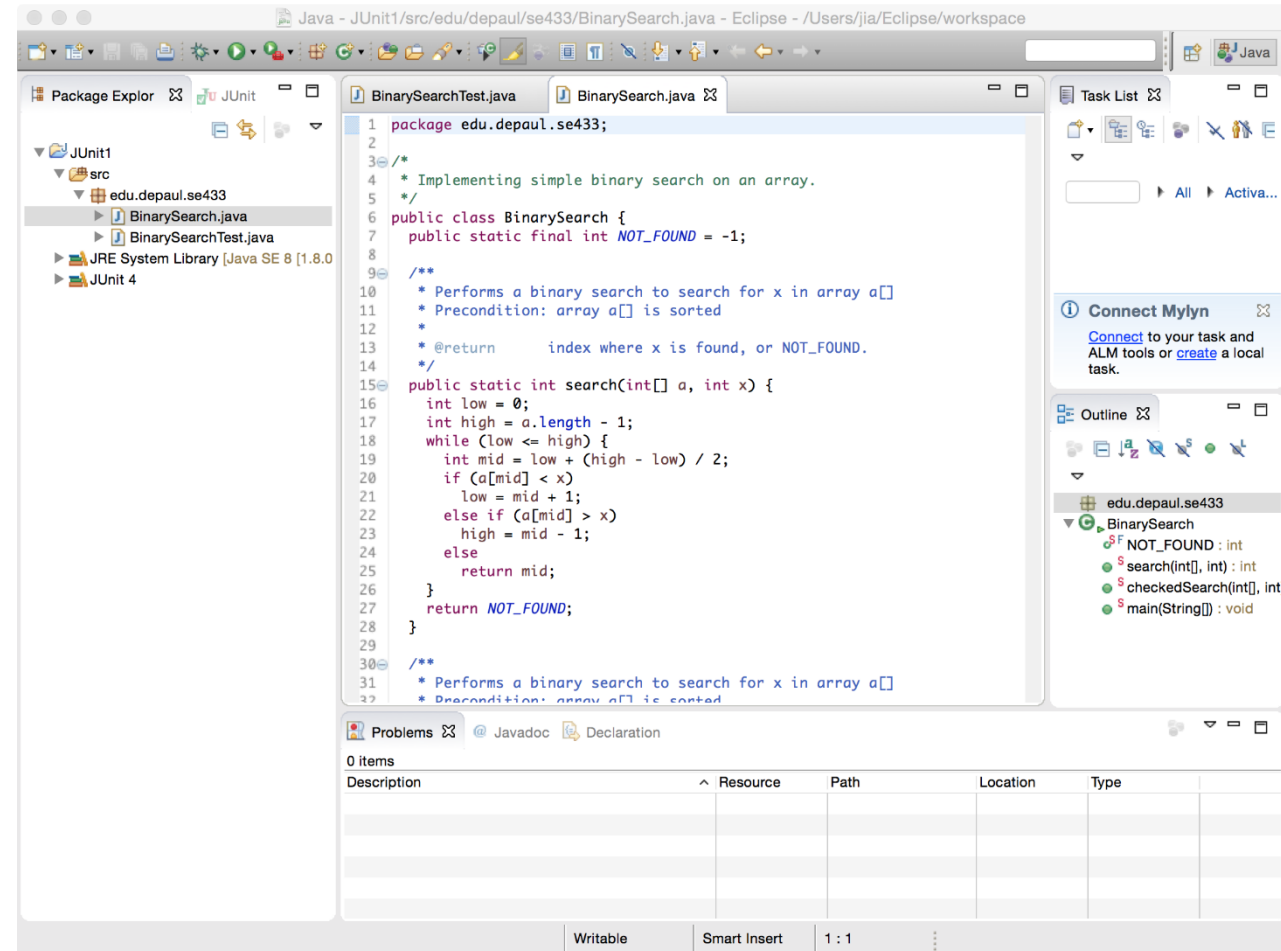 Java - JUnit1/src/edu/depaul/se433/BinarySearch.java - Eclipse - /Users/jia/Eclipse/workspace
Java
Package Explor
JUnit
JUnit1
src
edu.depaul.se433
BinarySearch.java
BinarySearchTest.java
JRE System Library [Java SE 8 [1.8.0
JUnit 4
BinarySearchTest.java
BinarySearch.java
1 package edu.depaul.se433;
2
3 /*
4  * Implementing simple binary search on an array.
5  */
6 public class BinarySearch {
7   public static final int NOT_FOUND = -1;
8
9   /**
10    * Performs a binary search to search for x in array a[]
11    * Precondition: array a[] is sorted
12    *
13    * @return      index where x is found, or NOT_FOUND.
14    */
15   public static int search(int[] a, int x) {
16     int low = 0;
17     int high = a.length - 1;
18     while (low <= high) {
19       int mid = low + (high - low) / 2;
20       if (a[mid] < x)
21         low = mid + 1;
22       else if (a[mid] > x)
23         high = mid - 1;
24       else
25         return mid;
26     }
27     return NOT_FOUND;
28   }
29
30   /**
31    * Performs a binary search to search for x in array a[]
32    * Precondition: array a[] is sorted
Task List
All
Activa...
Connect Mylyn
Connect to your task and
ALM tools or create a local
task.
Outline
edu.depaul.se433
BinarySearch
NOT_FOUND : int
search(int[], int) : int
checkedSearch(int[], int
main(String[]) : void
Problems
@ Javadoc
Declaration
0 items
Description
Resource
Path
Location
Type
Writable
Smart Insert
1 : 1